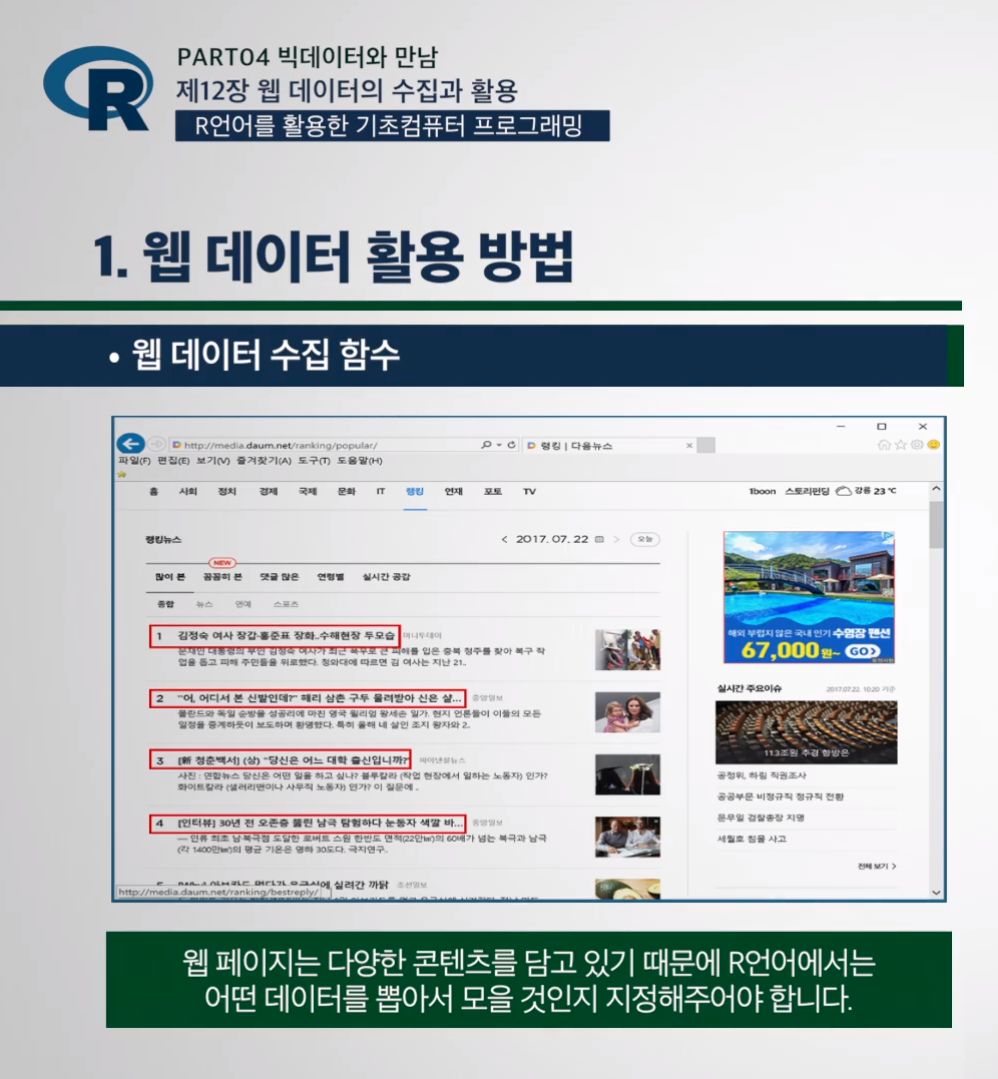 R
PART04 빅데이터와 만남
제12장 웹 데이터의 수집과 활용
R언어를 활용한 기초컴퓨터 프로그래밍
1. 웹 데이터 활용 방법
• 웹 데이터 수집 함수
http://media.daum.net/ranking/popular/
랭킹 | 다음뉴스
파일(F) 편집(E) 보기(V) 즐겨찾기(A) 도구(T) 도움말(H)
홈 사회 정치 경제 국제 문화 IT 랭킹 연재 포토 TV
1boon 스토리펀딩 강릉 23 ℃
랭킹뉴스
< 2017. 07. 22 > 오늘
NEW
많이 본 꼼꼼히 본 댓글 많은 연령별 실시간 공감
종합 뉴스 연예 스포츠
1 김정숙 여사 장갑·홍준표 장화..수해현장 두모습 머니투데이
문재인 대통령의 부인 김정숙 여사가 최근 폭우로 큰 피해를 입은 충북 청주를 찾아 복구 작
업을 돕고 피해 주민들을 위로했다. 청와대에 따르면 김 여사는 지난 21..
2 "어, 어디서 본 신발인데?" 해리 삼촌 구두 물려받아 신은 샬... 중앙일보
폴란드와 독일 순방을 성공리에 마친 영국 윌리엄 왕세손 일가. 현지 언론들이 이들의 모든
일정을 중계하듯이 보도하며 환영했다. 특히 올해 네 살인 조지 왕자와 2..
3 [新 청춘백서] (상) "당신은 어느 대학 출신입니까?" 파이낸셜뉴스
사진 : 연합뉴스 당신은 어떤 일을 하고 싶나? 블루칼라 (작업 현장에서 일하는 노동자) 인가?
화이트칼라 (샐러리맨이나 사무직 노동자) 인가? 이 질문에 ..
4 [인터뷰] 30년 전 오존층 뚫린 남극 탐험하다 눈동자 색깔 바... 중앙일보
— 인류 최초 남·북극점 도달한 로버트 스원 한반도 면적(22만㎢)의 60배가 넘는 북극과 남극
(각 1400만㎢)의 평균 기온은 영하 30도다. 극지연구..
실려간 까닭 조선일보
http://media.daum.net/ranking/bestreply/
해외 부럽지 않은 국내 인기 수영장 펜션
67,000원~ GO>
실시간 주요이슈 2017.07.22. 10:20 기준
11.3조원 추경 향방은
공정위, 하림 직권조사
공공부문 비정규직 정규직 전환
문무일 검찰총장 지명
세월호 침몰 사고
전체 보기 >
웹 페이지는 다양한 콘텐츠를 담고 있기 때문에 R언어에서는
어떤 데이터를 뽑아서 모을 것인지 지정해주어야 합니다.